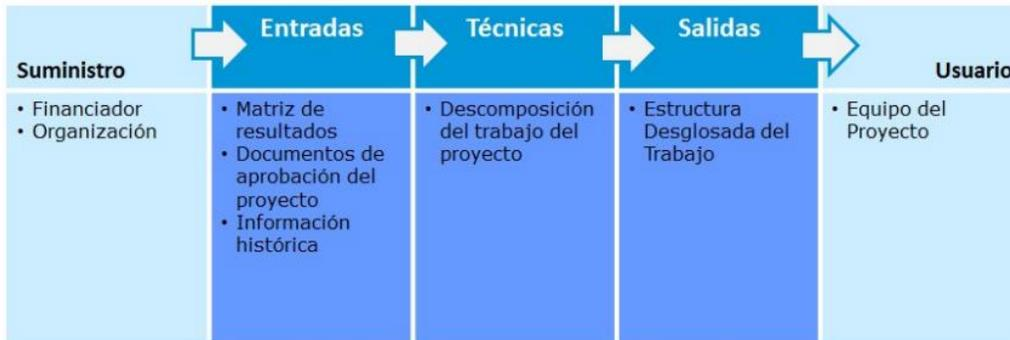 Suministro
Entradas
Técnicas
Salidas
Usuario
• Financiador
• Organización
• Matriz de
resultados
• Documentos de
aprobación del
proyecto
• Información
histórica
• Descomposición
del trabajo del
proyecto
• Estructura
Desglosada del
Trabajo
• Equipo del
Proyecto